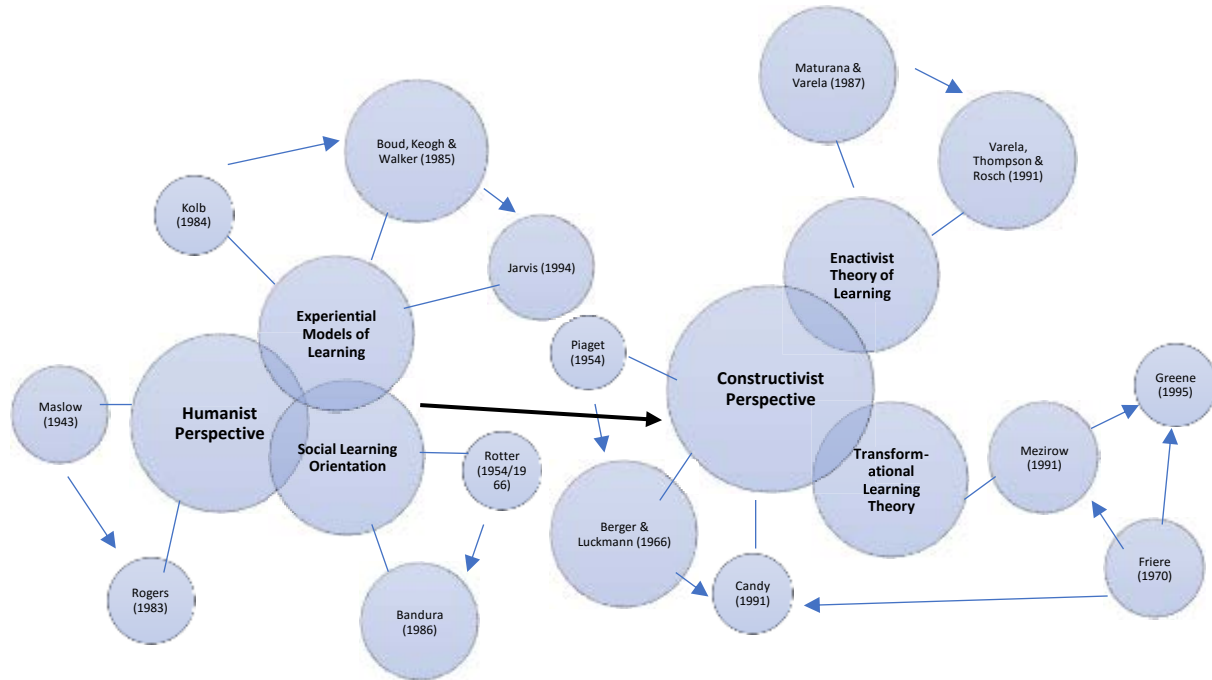 Maturana &
Varela (1987)
Boud, Keogh &
Walker (1985)
Varela,
Thompson &
Rosch (1991)
Kolb
(1984)
Jarvis (1994)
Enactivist
Theory of
Learning
Experiential
Models of
Learning
Piaget
(1954)
Constructivist
Perspective
Greene
(1995)
Maslow
(1943)
Humanist
Perspective
Social Learning
Orientation
Rotter
(1954/19
66)
Transform-
ational
Learning
Theory
Mezirow
(1991)
Berger &
Luckmann (1966)
Rogers
(1983)
Bandura
(1986)
Candy
(1991)
Friere
(1970)